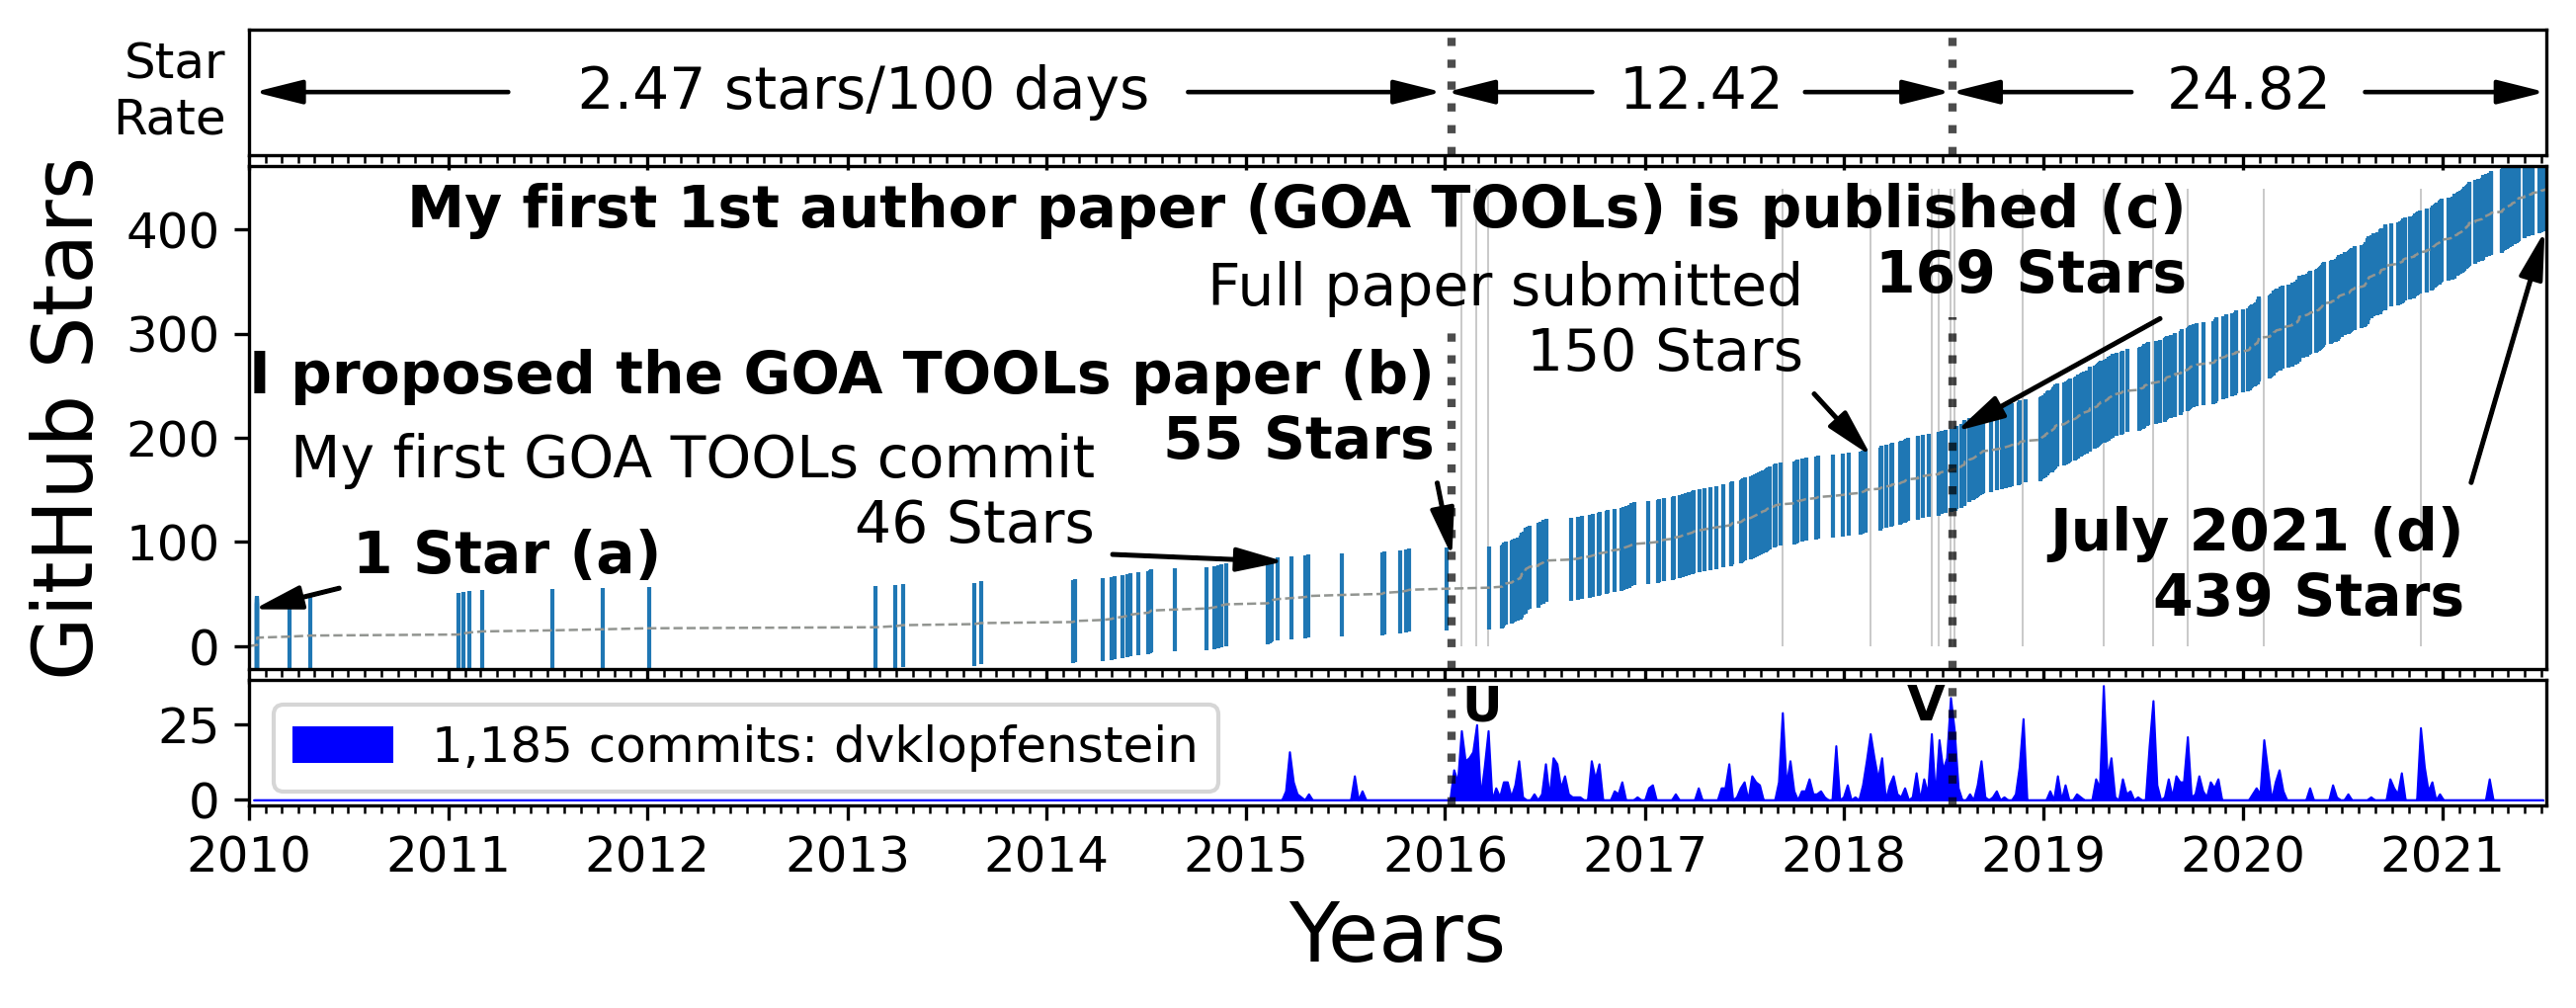 Star
Rate
2.47 stars/100 days
12.42
24.82
GitHub Stars
400
300
200
100
0
My first 1st author paper (GOA TOOLs) is published (c)
169 Stars
Full paper submitted
150 Stars
I proposed the GOA TOOLs paper (b)
55 Stars
My first GOA TOOLs commit
46 Stars
1 Star (a)
July 2021 (d)
439 Stars
25
0
U
V
1,185 commits: dvklopfenstein
2010 2011 2012 2013 2014 2015 2016 2017 2018 2019 2020 2021
Years